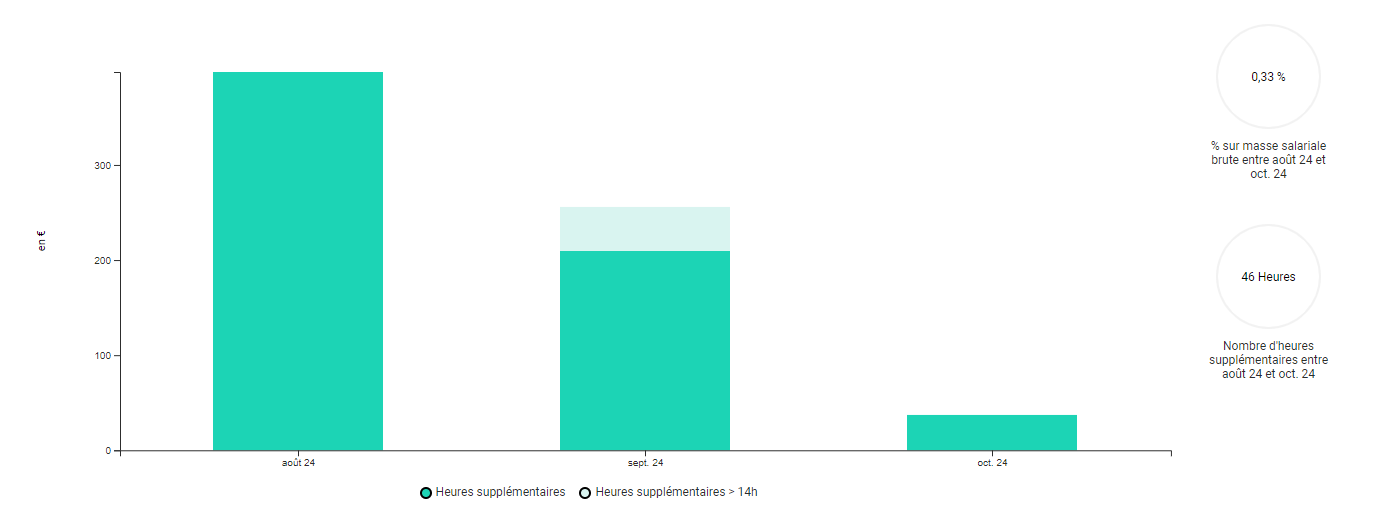 en €
300
200
100
0
août 24
sept. 24
oct. 24
Heures supplémentaires
Heures supplémentaires > 14h
0,33 %
% sur masse salariale
brute entre août 24 et
oct. 24
46 Heures
Nombre d'heures
supplémentaires entre
août 24 et oct. 24